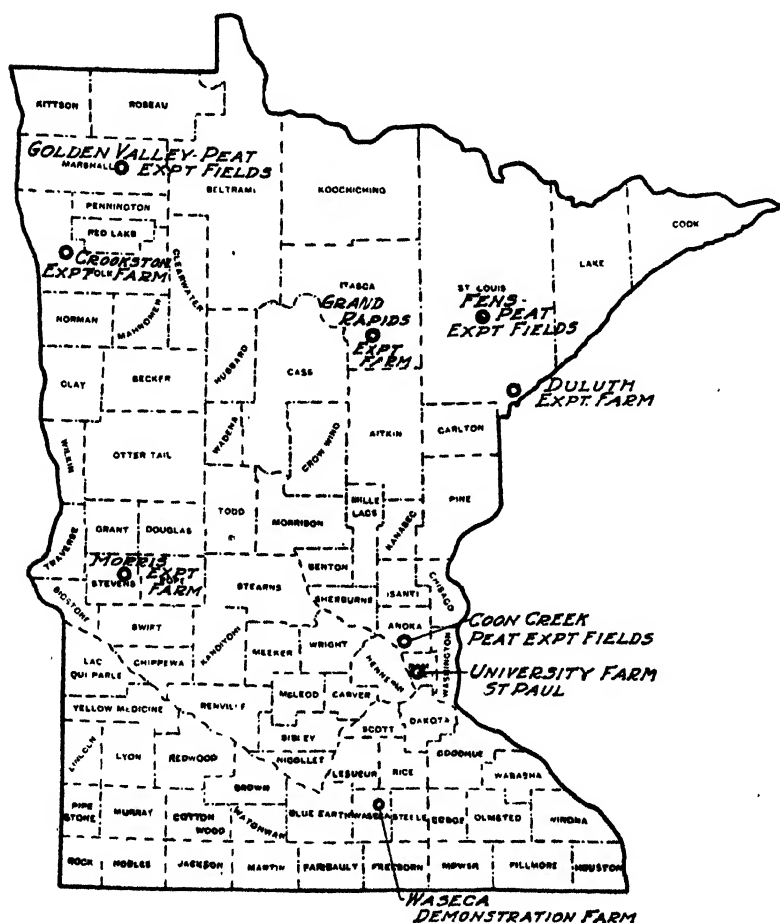 KITTSON
ROSEAU
GOLDEN VALLEY-PEAT
EXPT FIELDS
MARSHALL
BELTRAMI
KOOCHICHING
PENNINGTON
RED LAKE
CLEARWATER
COOK
LAKE
CROOKSTON
EXPT FARM
POLK
ITASCA
GRAND
RAPIDS
EXPT
FARM
ST. LOUIS
FENS-
PEAT
EXPT FIELDS
NORMAN
MAHNOMEN
HUBBARD
CASS
CLAY
BECKER
DULUTH
EXPT. FARM
WADENA
CROW WING
AITKIN
CARLTON
WILKIN
OTTER TAIL
PINE
TODD
MORRISON
MILLE
LACS
KANABEC
TRAVERSE
GRANT
DOUGLAS
MORRIS
EXPT
FARM
STEVENS
POPE
STEARNS
BENTON
SHERBURNE
ISANTI
CHISAGO
BIGSTONE
SWIFT
KANDIYOHI
MEEKER
WRIGHT
ANOKA
COON CREEK
PEAT EXPT FIELDS
HENNEPIN
WASHINGTON
UNIVERSITY FARM
ST PAUL
LAC
QUI PARLE
CHIPPEWA
RENVILLE
MCLEOD
CARVER
YELLOW MEDICINE
SCOTT
DAKOTA
SIBLEY
LINCOLN
LYON
REDWOOD
NICOLLET
LESUEUR
RICE
GOODHUE
WABASHA
BROWN
PIPE
STONE
MURRAY
COTTON
WOOD
WATONWAN
BLUE EARTH
WASECA
STEELE
DODGE
OLMSTED
WINONA
ROCK
NOBLES
JACKSON
MARTIN
FARIBAULT
FREEBORN
MOWER
FILLMORE
HOUSTON
WASECA
DEMONSTRATION FARM